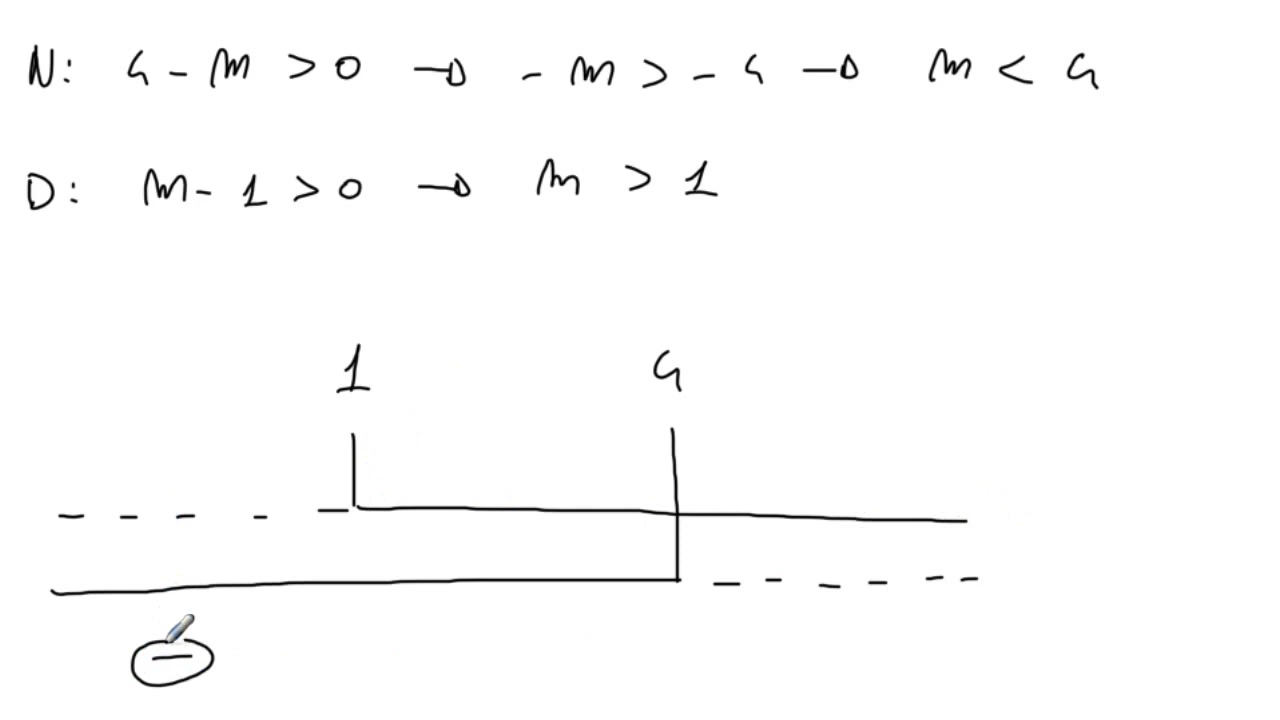 N: 4 - m > 0 → - m > - 4 → m < 4
D: m - 1 > 0 → m > 1
1 4
−